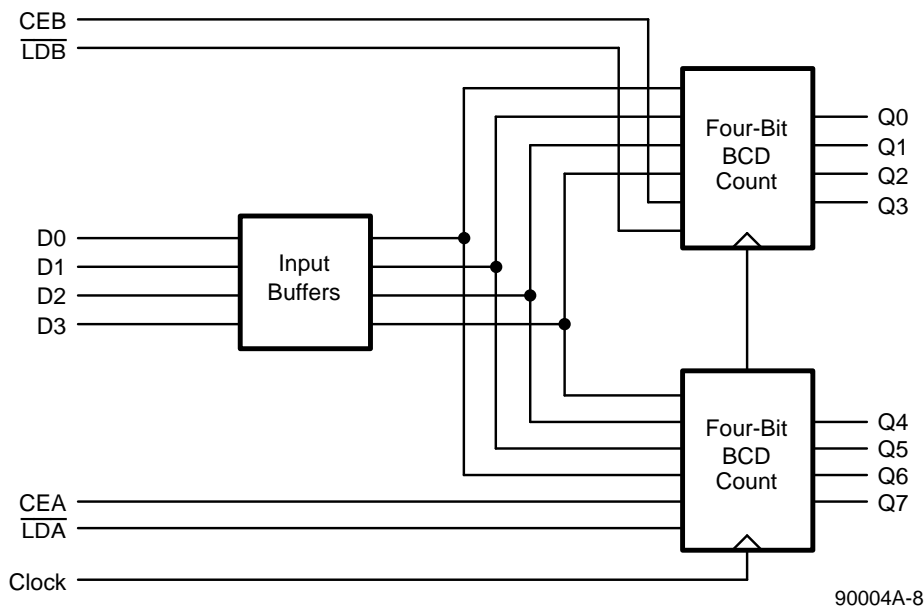 CEB
LDB
Four-Bit
BCD
Count
Q0
Q1
Q2
Q3
D0
D1
D2
D3
Input
Buffers
Four-Bit
BCD
Count
Q4
Q5
Q6
Q7
CEA
LDA
Clock
90004A-8